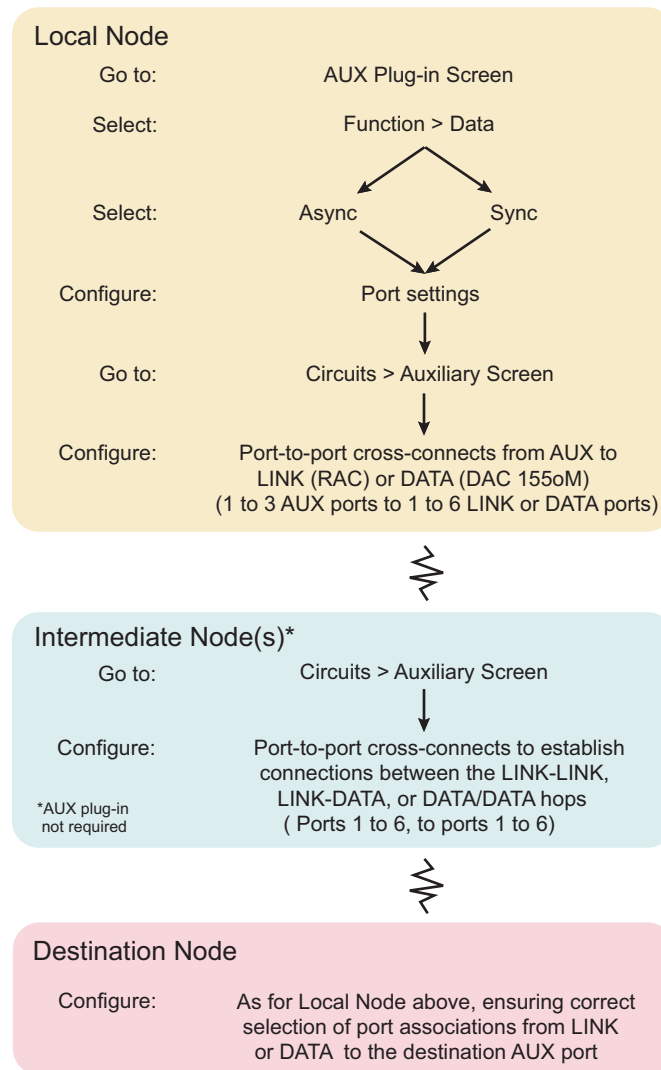 Local Node
Go to: AUX Plug-in Screen
Select: Function > Data
Select: Async Sync
Configure: Port settings
Go to: Circuits > Auxiliary Screen
Configure: Port-to-port cross-connects from AUX to
LINK (RAC) or DATA (DAC 155oM)
(1 to 3 AUX ports to 1 to 6 LINK or DATA ports)
Intermediate Node(s)*
Go to: Circuits > Auxiliary Screen
Configure: Port-to-port cross-connects to establish
connections between the LINK-LINK,
LINK-DATA, or DATA/DATA hops
( Ports 1 to 6, to ports 1 to 6)
*AUX plug-in
not required
Destination Node
Configure: As for Local Node above, ensuring correct
selection of port associations from LINK
or DATA to the destination AUX port